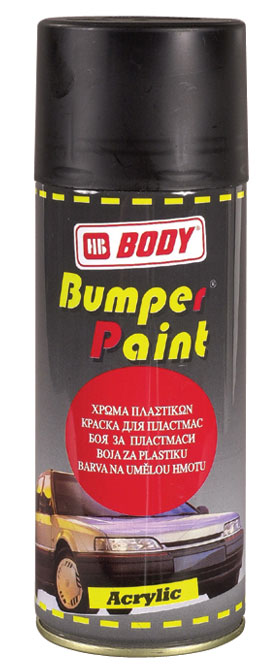 HB BODY
Bumper®
Paint
ΧΡΩΜΑ ΠΛΑΣΤΙΚΩΝ
КРАСКА ДЛЯ ПЛАСТМАС
БОЯ ЗА ПЛАСТМАСИ
BOJA ZA PLASTIKU
BARVA NA UMĚLOU HMOTU
Acrylic